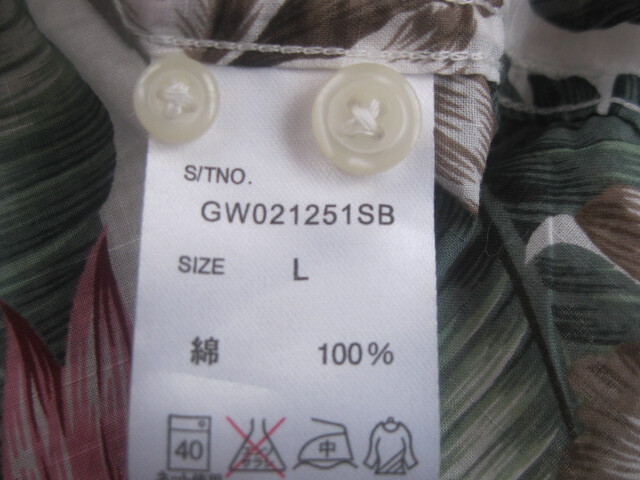 S/TNO.
GW021251SB
SIZE L
綿 100%
40 中